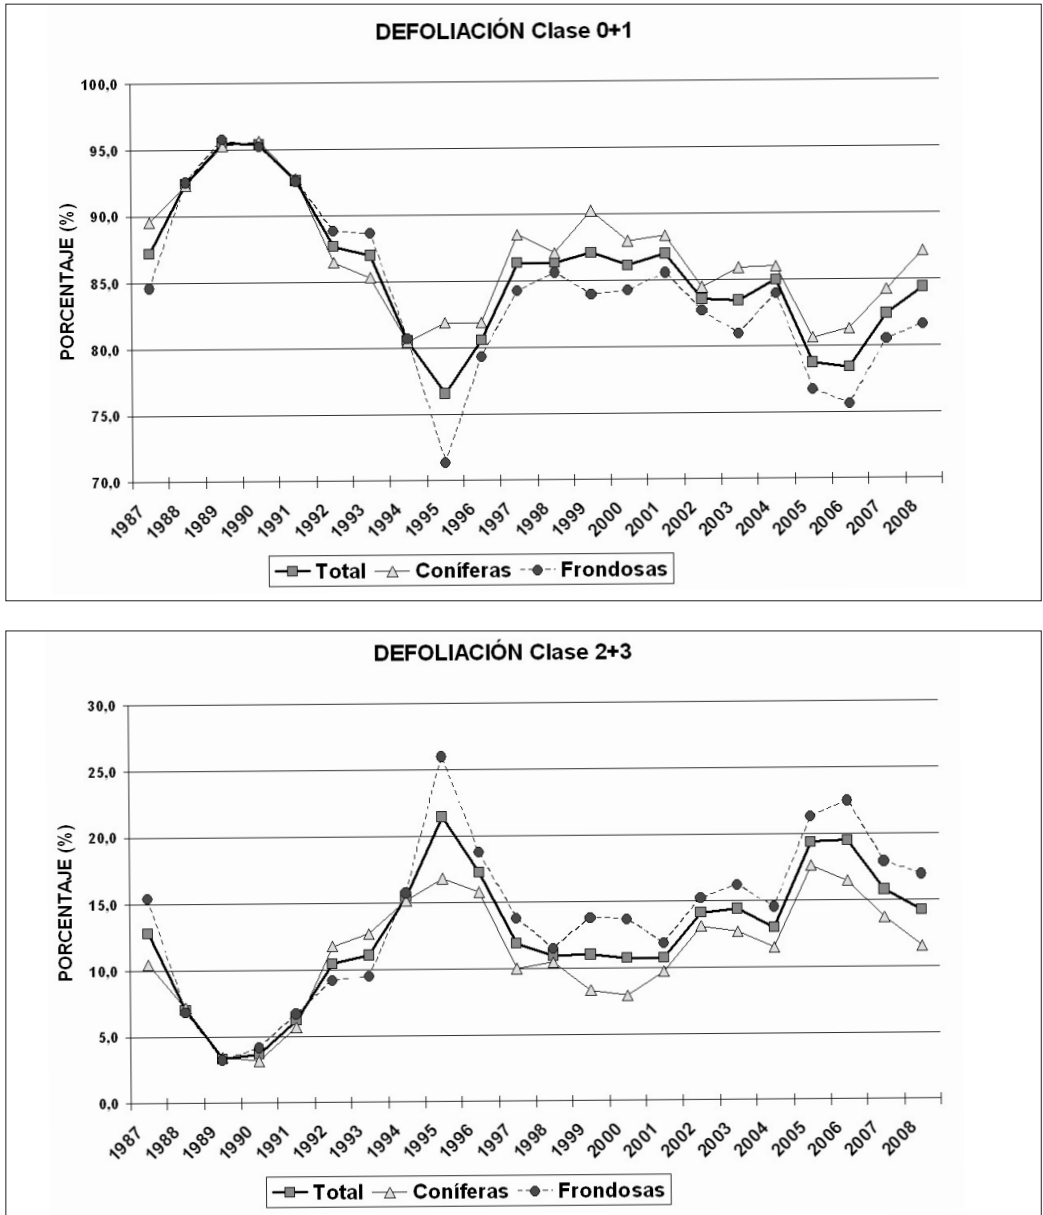 DEFOLIACIÓN Clase 0+1
100,0
95,0
90,0
85,0
80,0
75,0
70,0
PORCENTAJE (%)
1987 1988 1989 1990 1991 1992 1993 1994 1995 1996 1997 1998 1999 2000 2001 2002 2003 2004 2005 2006 2007 2008
Total Coníferas Frondosas
DEFOLIACIÓN Clase 2+3
30,0
25,0
20,0
15,0
10,0
5,0
0,0
PORCENTAJE (%)
1987 1988 1989 1990 1991 1992 1993 1994 1995 1996 1997 1998 1999 2000 2001 2002 2003 2004 2005 2006 2007 2008
Total Coníferas Frondosas